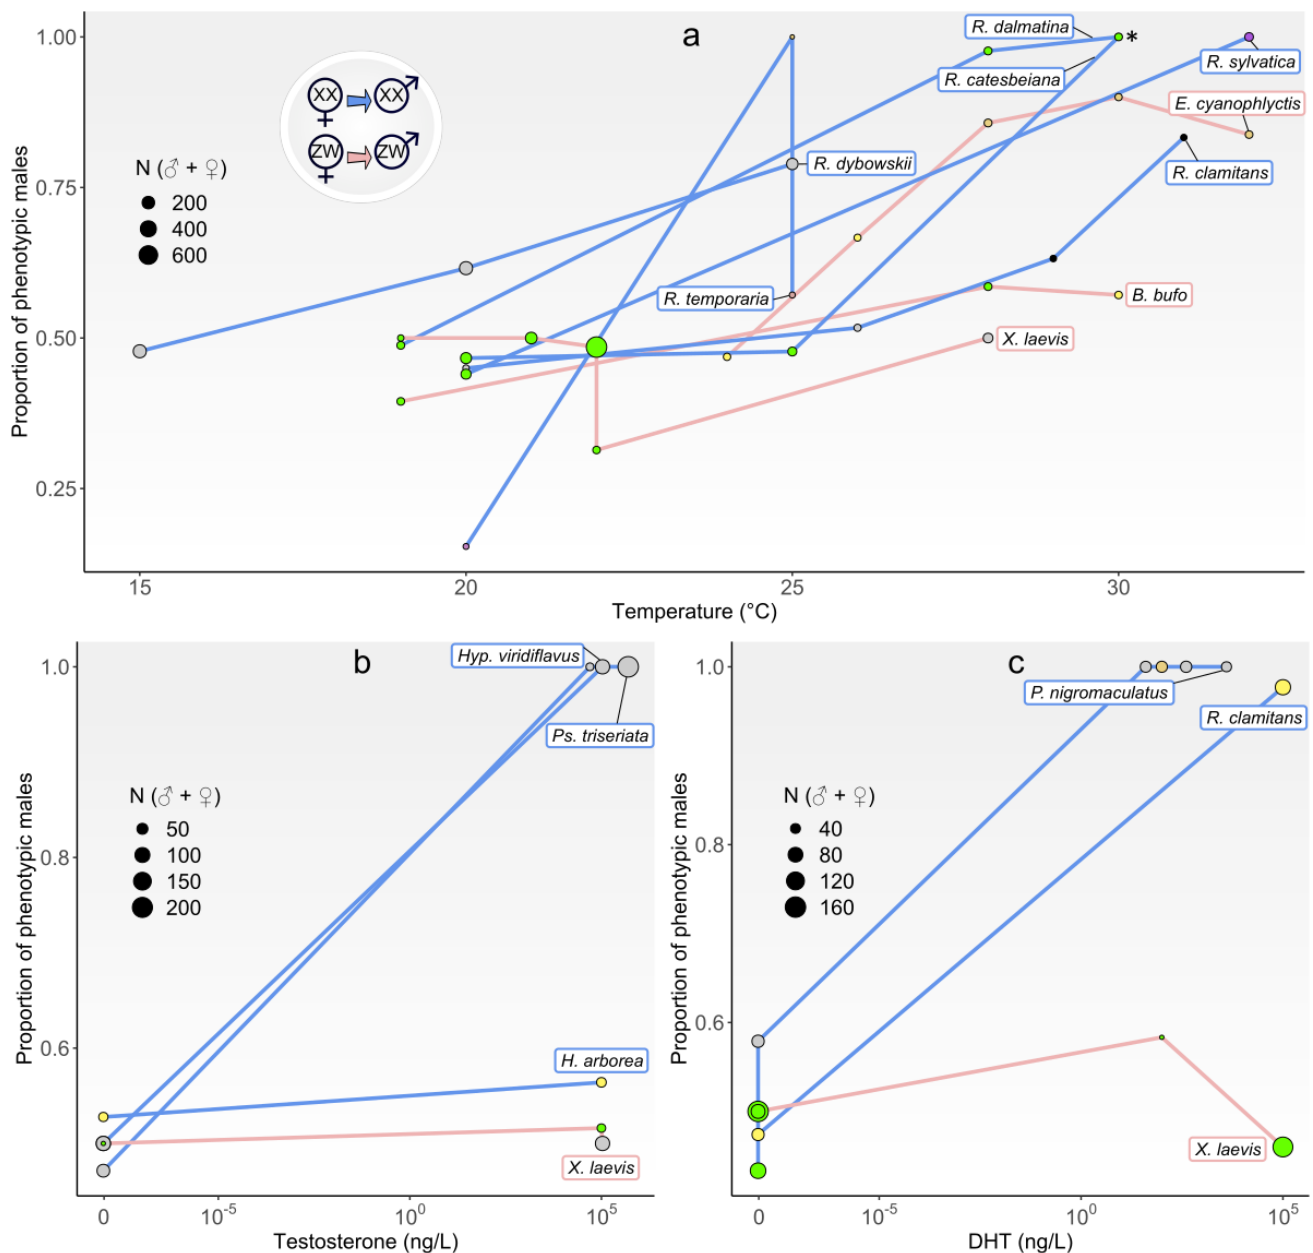 a
1.00
0.75
0.50
0.25
Proportion of phenotypic males
XX XX
ZW ZW
N (♂ + ♀)
200
400
600
R. dalmatina
*
R. catesbeiana
R. sylvatica
E. cyanophlyctis
R. dybowskii
R. clamitans
R. temporaria
B. bufo
X. laevis
15 20 25 30
Temperature (°C)
b
1.0
0.8
0.6
Proportion of phenotypic males
Hyp. viridiflavus
Ps. triseriata
N (♂ + ♀)
50
100
150
200
H. arborea
X. laevis
0 10⁻⁵ 10⁰ 10⁵
Testosterone (ng/L)
c
1.0
0.8
0.6
Proportion of phenotypic males
P. nigromaculatus
R. clamitans
N (♂ + ♀)
40
80
120
160
X. laevis
0 10⁻⁵ 10⁰ 10⁵
DHT (ng/L)